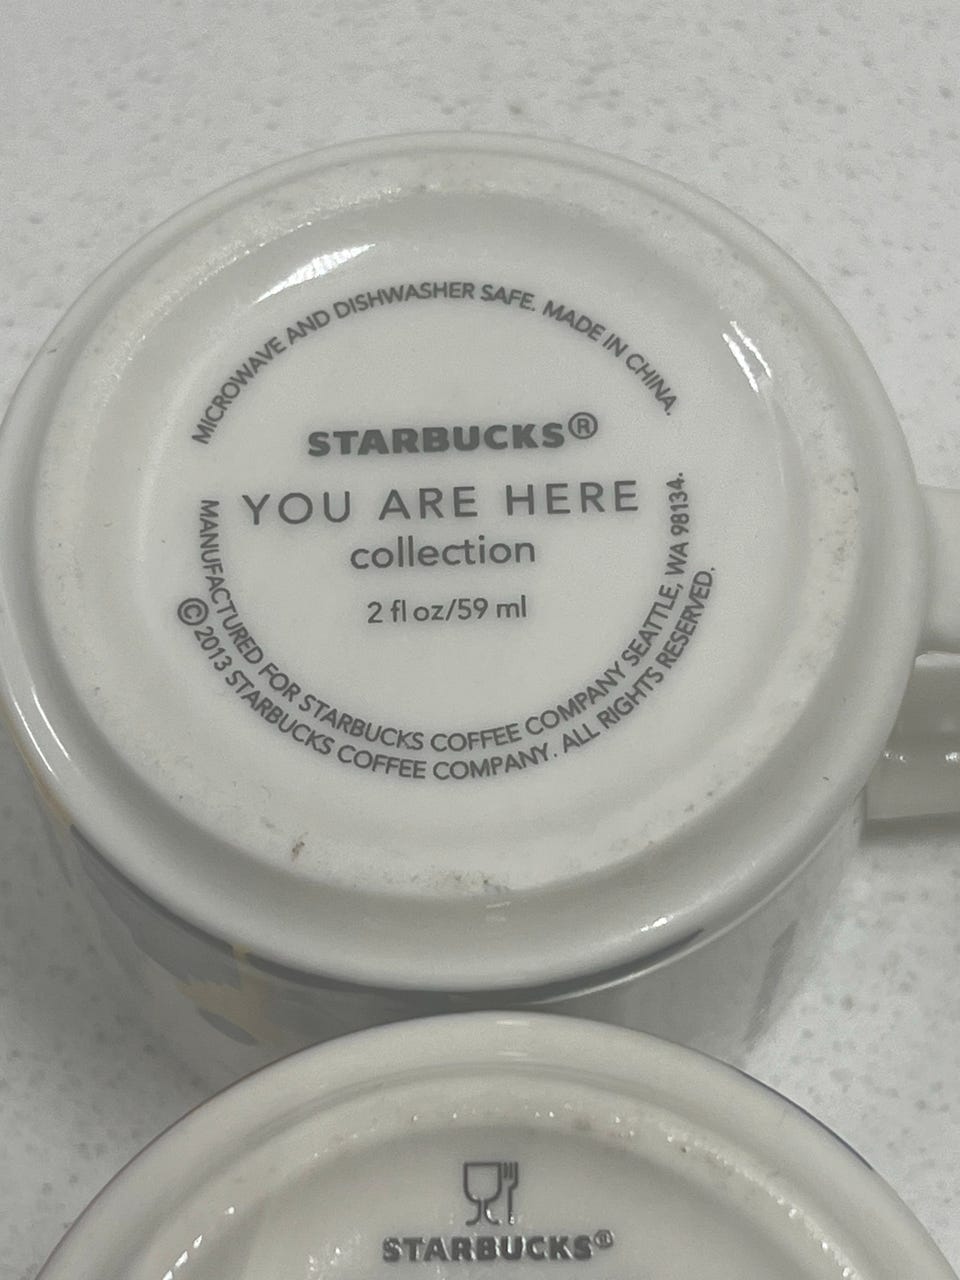 MICROWAVE AND DISHWASHER SAFE. MADE IN CHINA.
STARBUCKS®
YOU ARE HERE
collection
2 fl oz/59 ml
MANUFACTURED FOR STARBUCKS COFFEE COMPANY SEATTLE, WA 98134.
© 2013 STARBUCKS COFFEE COMPANY. ALL RIGHTS RESERVED.
STARBUCKS®